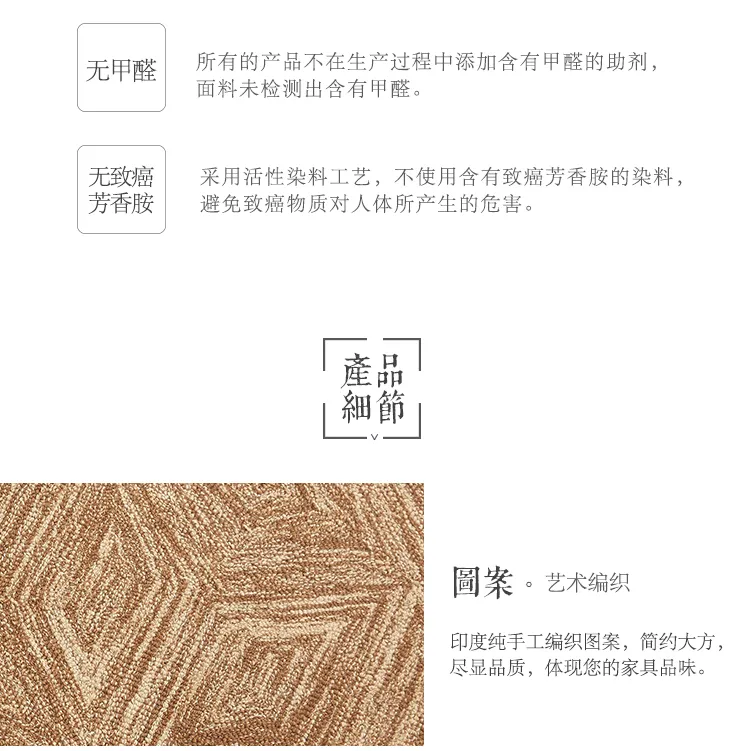 无甲醛
所有的产品不在生产过程中添加含有甲醛的助剂，
面料未检测出含有甲醛。
无致癌
芳香胺
采用活性染料工艺，不使用含有致癌芳香胺的染料，
避免致癌物质对人体所产生的危害。
產品
細節
圖案。艺术编织
印度纯手工编织图案，简约大方，
尽显品质，体现您的家具品味。